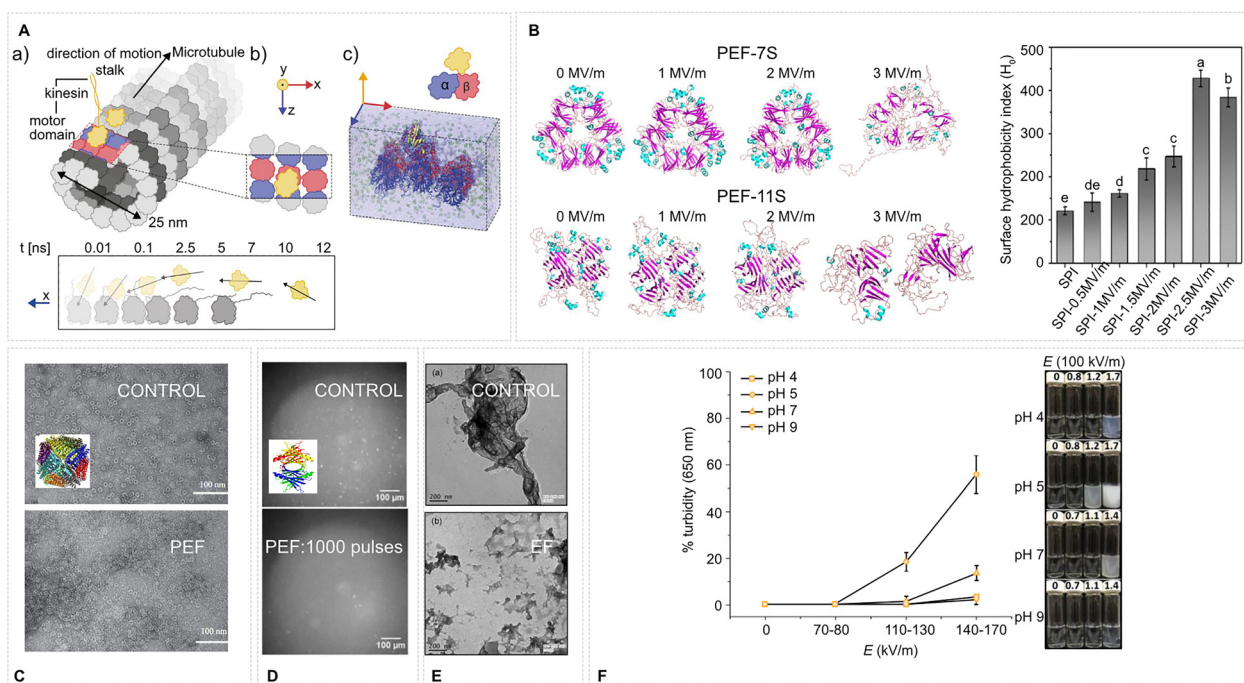 A
a)
direction of motion
stalk
Microtubule
kinesin
motor
domain
25 nm
b)
y
x
z
c)
α
β
t [ns] 0.01 0.1 2.5 5 7 10 12
x
B
PEF-7S
0 MV/m 1 MV/m 2 MV/m 3 MV/m
PEF-11S
0 MV/m 1 MV/m 2 MV/m 3 MV/m
Surface hydrophobicity index (H₀)
500
400
300
200
200
0
e
de
d
c
c
a
b
SPI
SPI-0.5MV/m
SPI-1MV/m
SPI-1.5MV/m
SPI-2MV/m
SPI-2.5MV/m
SPI-3MV/m
CONTROL
100 nm
PEF
100 nm
C
CONTROL
100 µm
PEF:1000 pulses
100 µm
D
(a)
CONTROL
200 nm
(b)
EF
200 nm
E
% turbidity (650 nm)
100
80
60
40
20
0
pH 4
pH 5
pH 7
pH 9
0 70-80 110-130 140-170
E (kV/m)
E (100 kV/m)
0 0.8 1.2 1.7
pH 4
0 0.8 1.2 1.7
pH 5
0 0.7 1.1 1.4
pH 7
0 0.7 1.1 1.4
pH 9
F